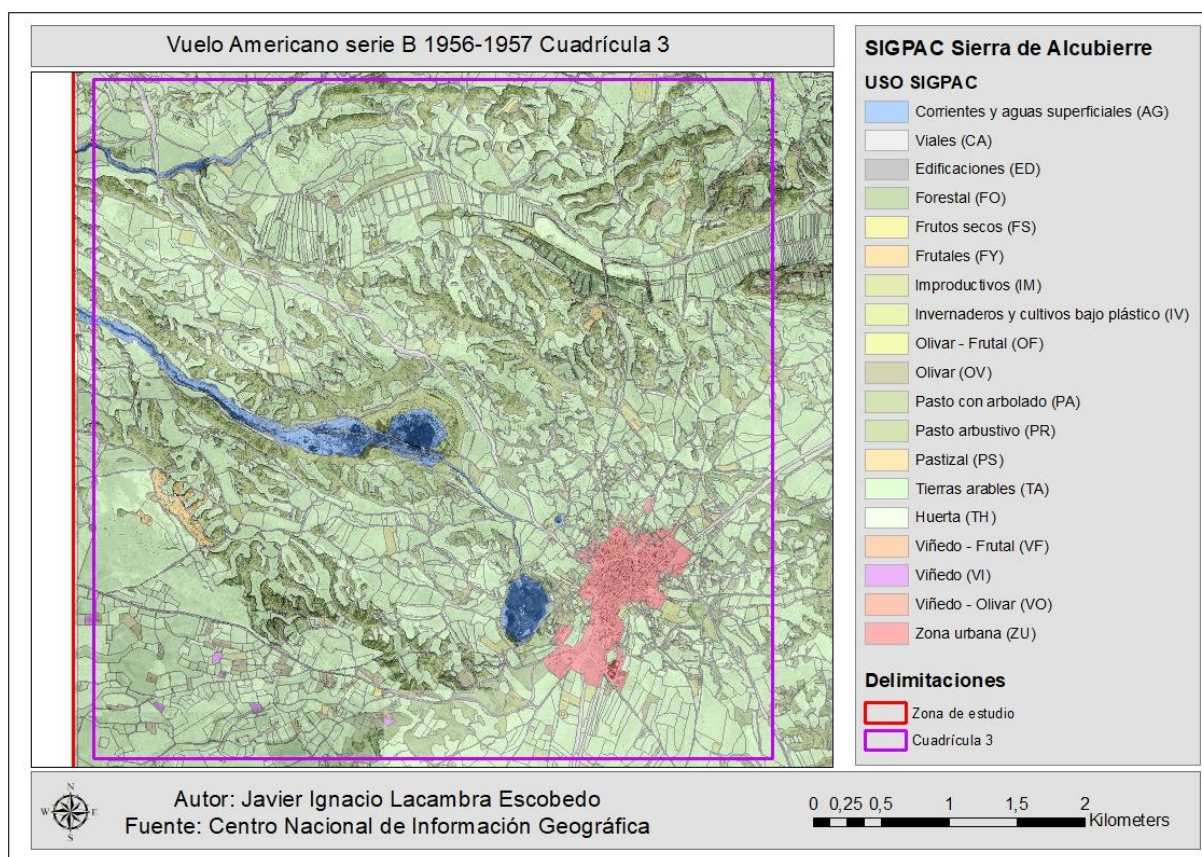 Vuelo Americano serie B 1956-1957 Cuadrícula 3
SIGPAC Sierra de Alcubierre
USO SIGPAC
Corrientes y aguas superficiales (AG)
Viales (CA)
Edificaciones (ED)
Forestal (FO)
Frutos secos (FS)
Frutales (FY)
Improductivos (IM)
Invernaderos y cultivos bajo plástico (IV)
Olivar - Frutal (OF)
Olivar (OV)
Pasto con arbolado (PA)
Pasto arbustivo (PR)
Pastizal (PS)
Tierras arables (TA)
Huerta (TH)
Viñedo - Frutal (VF)
Viñedo (VI)
Viñedo - Olivar (VO)
Zona urbana (ZU)
Delimitaciones
Zona de estudio
Cuadrícula 3
N
W E
S
Autor: Javier Ignacio Lacambra Escobedo
Fuente: Centro Nacional de Información Geográfica
0 0,25 0,5 1 1,5 2
Kilometers